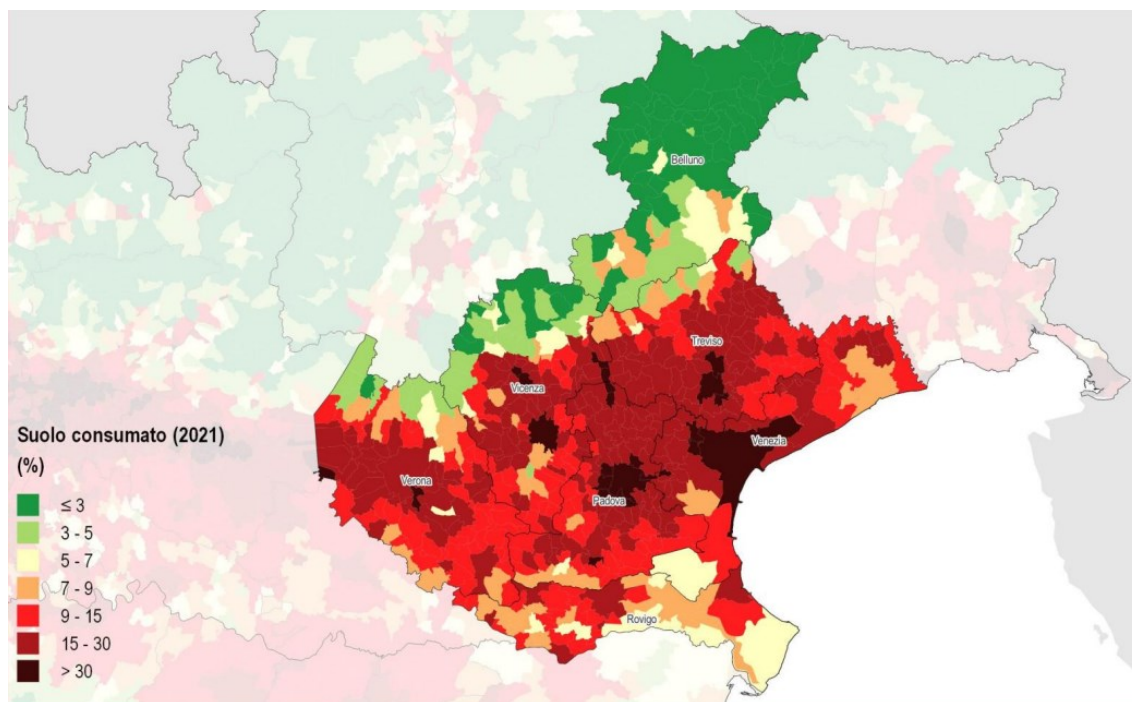 Belluno
Treviso
Vicenza
Venezia
Verona
Padova
Rovigo
Suolo consumato (2021)
(%)
≤ 3
3 - 5
5 - 7
7 - 9
9 - 15
15 - 30
> 30